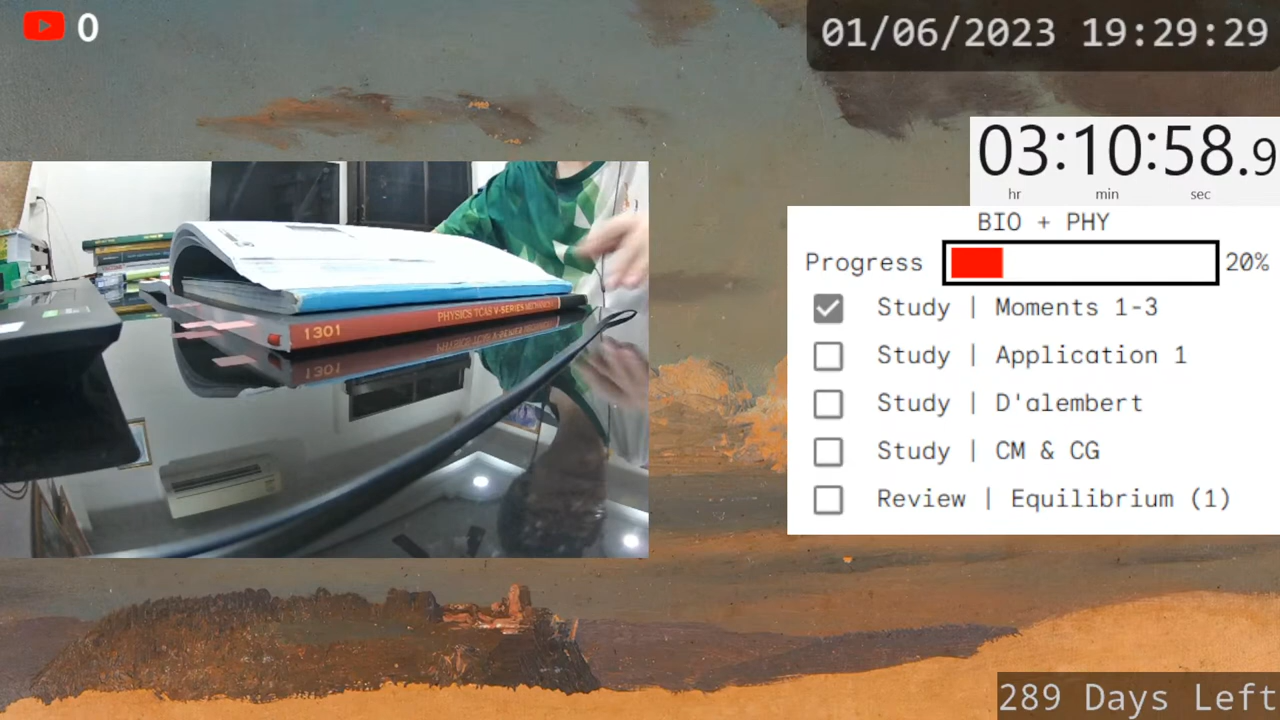 0
01/06/2023 19:29:29
03:10:58.9
hr min sec
BIO + PHY
Progress 20%
Study | Moments 1-3
Study | Application 1
Study | D'alembert
Study | CM & CG
Review | Equilibrium (1)
1301 PHYSICS TCAS V-SERIES
1301
289 Days Left